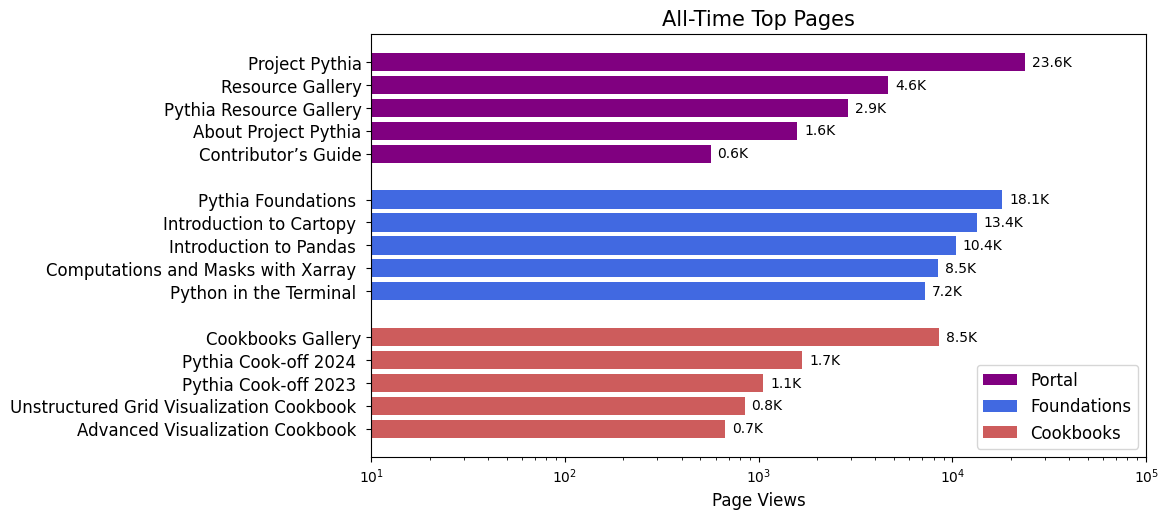 All-Time Top Pages
Project Pythia 23.6K
Resource Gallery 4.6K
Pythia Resource Gallery 2.9K
About Project Pythia 1.6K
Contributor’s Guide 0.6K
Pythia Foundations 18.1K
Introduction to Cartopy 13.4K
Introduction to Pandas 10.4K
Computations and Masks with Xarray 8.5K
Python in the Terminal 7.2K
Cookbooks Gallery 8.5K
Pythia Cook-off 2024 1.7K
Pythia Cook-off 2023 1.1K
Unstructured Grid Visualization Cookbook 0.8K
Advanced Visualization Cookbook 0.7K
Portal
Foundations
Cookbooks
10¹ 10² 10³ 10⁴ 10⁵
Page Views